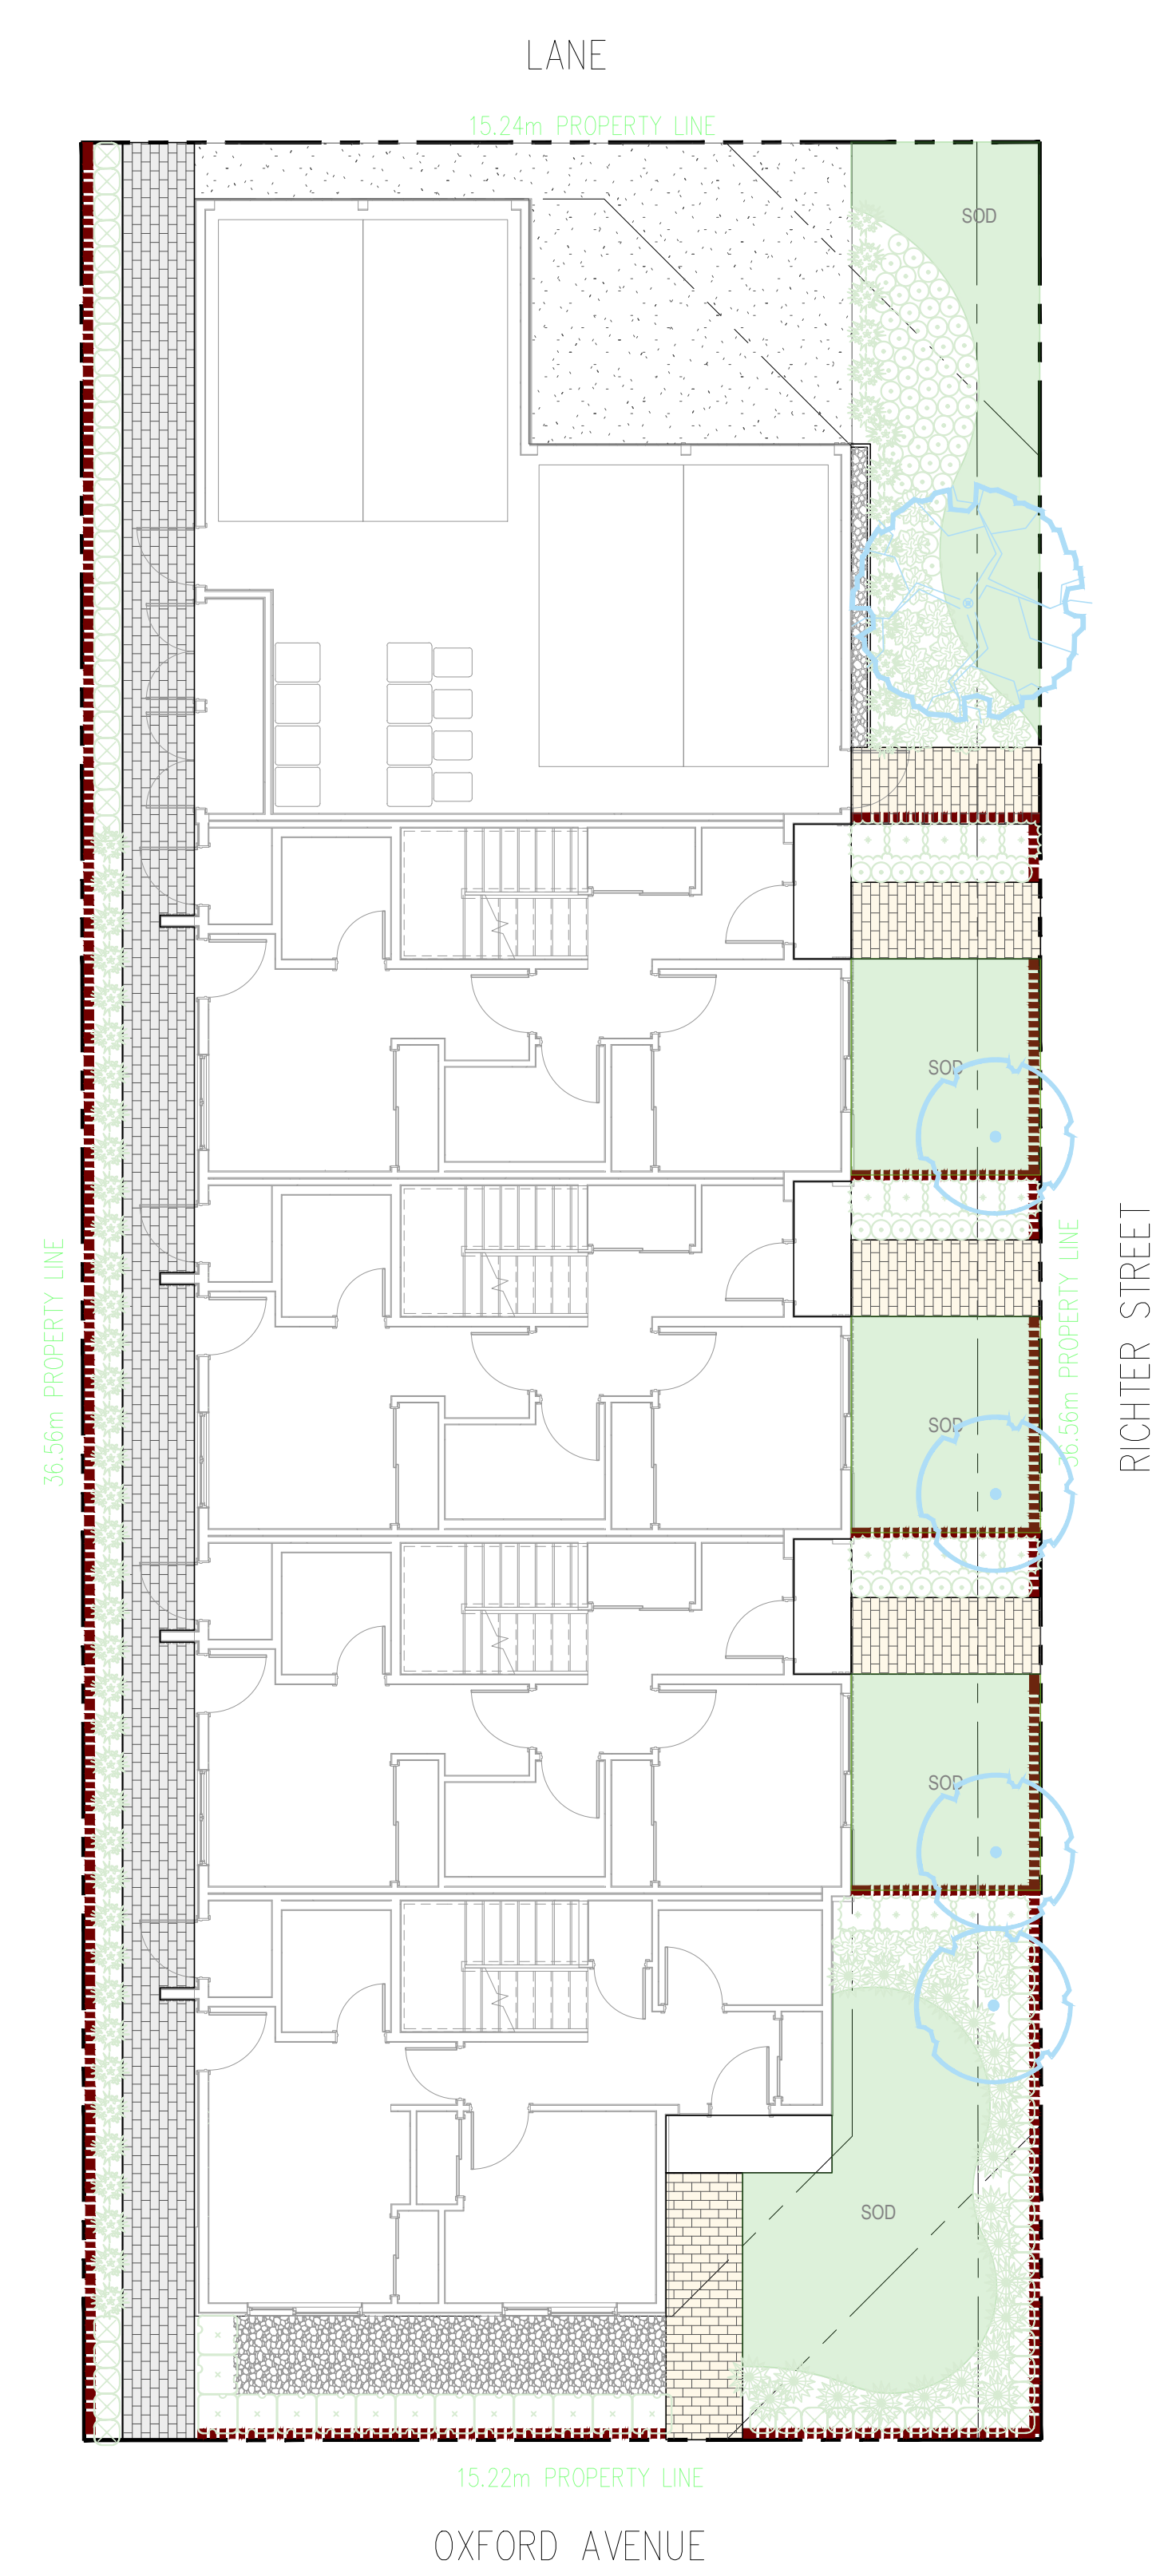 LANE
15.24m PROPERTY LINE
SOD
SOD
36.56m PROPERTY LINE
36.56m PROPERTY LINE
RICHTER STREET
SOD
SOD
SOD
15.22m PROPERTY LINE
OXFORD AVENUE